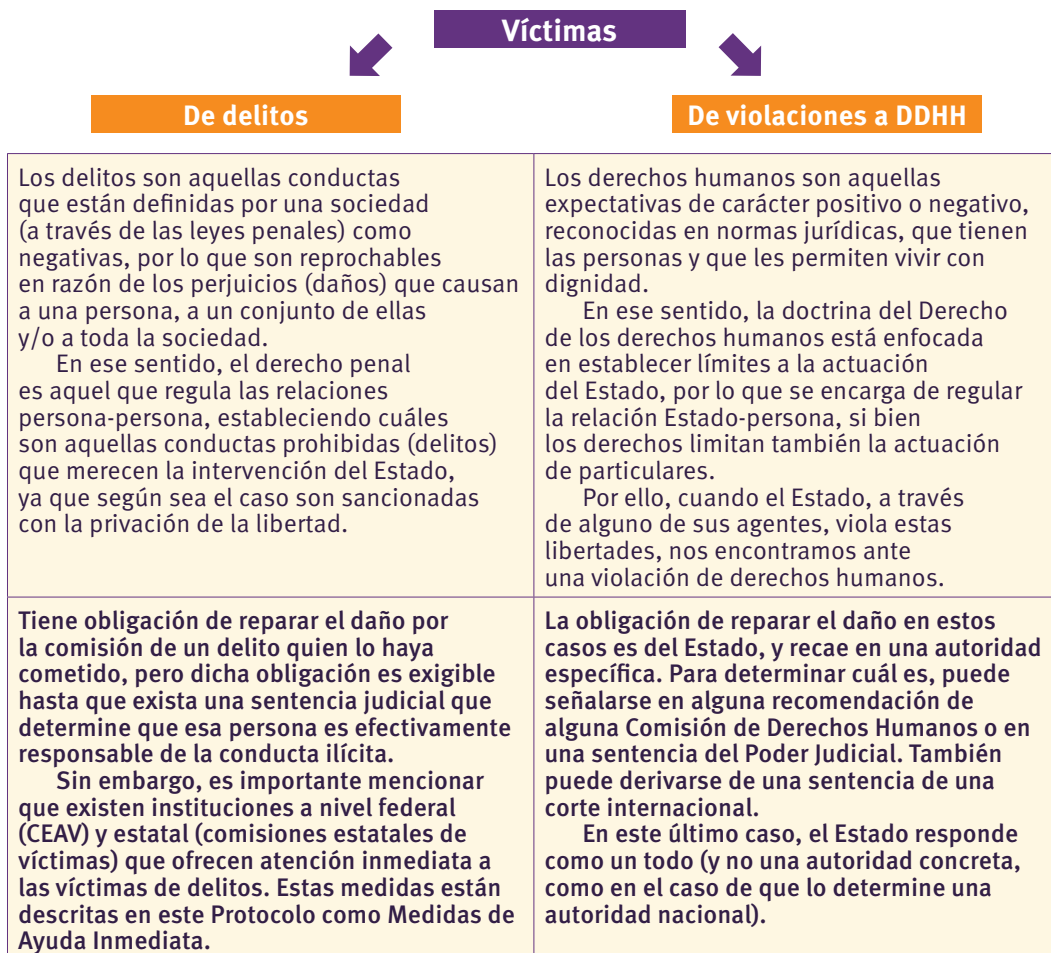 Víctimas
De delitos
De violaciones a DDHH
Los delitos son aquellas conductas
que están definidas por una sociedad
(a través de las leyes penales) como
negativas, por lo que son reprochables
en razón de los perjuicios (daños) que causan
a una persona, a un conjunto de ellas
y/o a toda la sociedad.
En ese sentido, el derecho penal
es aquel que regula las relaciones
persona-persona, estableciendo cuáles
son aquellas conductas prohibidas (delitos)
que merecen la intervención del Estado,
ya que según sea el caso son sancionadas
con la privación de la libertad.
Los derechos humanos son aquellas
expectativas de carácter positivo o negativo,
reconocidas en normas jurídicas, que tienen
las personas y que les permiten vivir con
dignidad.
En ese sentido, la doctrina del Derecho
de los derechos humanos está enfocada
en establecer límites a la actuación
del Estado, por lo que se encarga de regular
la relación Estado-persona, si bien
los derechos limitan también la actuación
de particulares.
Por ello, cuando el Estado, a través
de alguno de sus agentes, viola estas
libertades, nos encontramos ante
una violación de derechos humanos.
Tiene obligación de reparar el daño por
la comisión de un delito quien lo haya
cometido, pero dicha obligación es exigible
hasta que exista una sentencia judicial que
determine que esa persona es efectivamente
responsable de la conducta ilícita.
Sin embargo, es importante mencionar
que existen instituciones a nivel federal
(CEAV) y estatal (comisiones estatales de
víctimas) que ofrecen atención inmediata a
las víctimas de delitos. Estas medidas están
descritas en este Protocolo como Medidas de
Ayuda Inmediata.
La obligación de reparar el daño en estos
casos es del Estado, y recae en una autoridad
específica. Para determinar cuál es, puede
señalarse en alguna recomendación de
alguna Comisión de Derechos Humanos o en
una sentencia del Poder Judicial. También
puede derivarse de una sentencia de una
corte internacional.
En este último caso, el Estado responde
como un todo (y no una autoridad concreta,
como en el caso de que lo determine una
autoridad nacional).